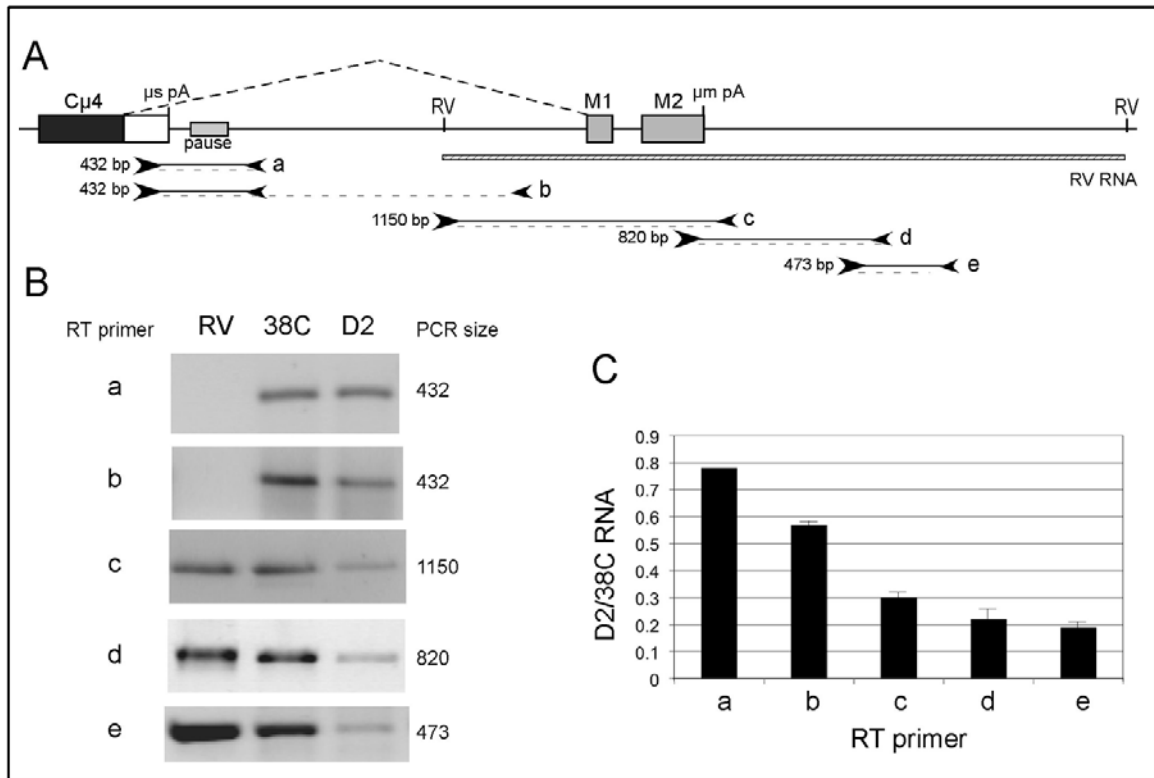 A
Cµ4
µs pA
pause
RV
M1
M2
µm pA
RV
432 bp
a
RV RNA
432 bp
b
1150 bp
c
820 bp
d
473 bp
e
B
RT primer
RV
38C
D2
PCR size
a
432
b
432
c
1150
d
820
e
473
C
D2/38C RNA
0.9
0.8
0.7
0.6
0.5
0.4
0.3
0.2
0.1
0
a
b
c
d
e
RT primer